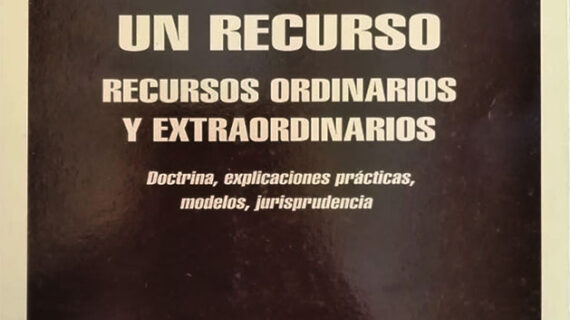 UN RECURSO
RECURSOS ORDINARIOS
Y EXTRAORDINARIOS
Doctrina, explicaciones prácticas,
modelos, jurisprudencia